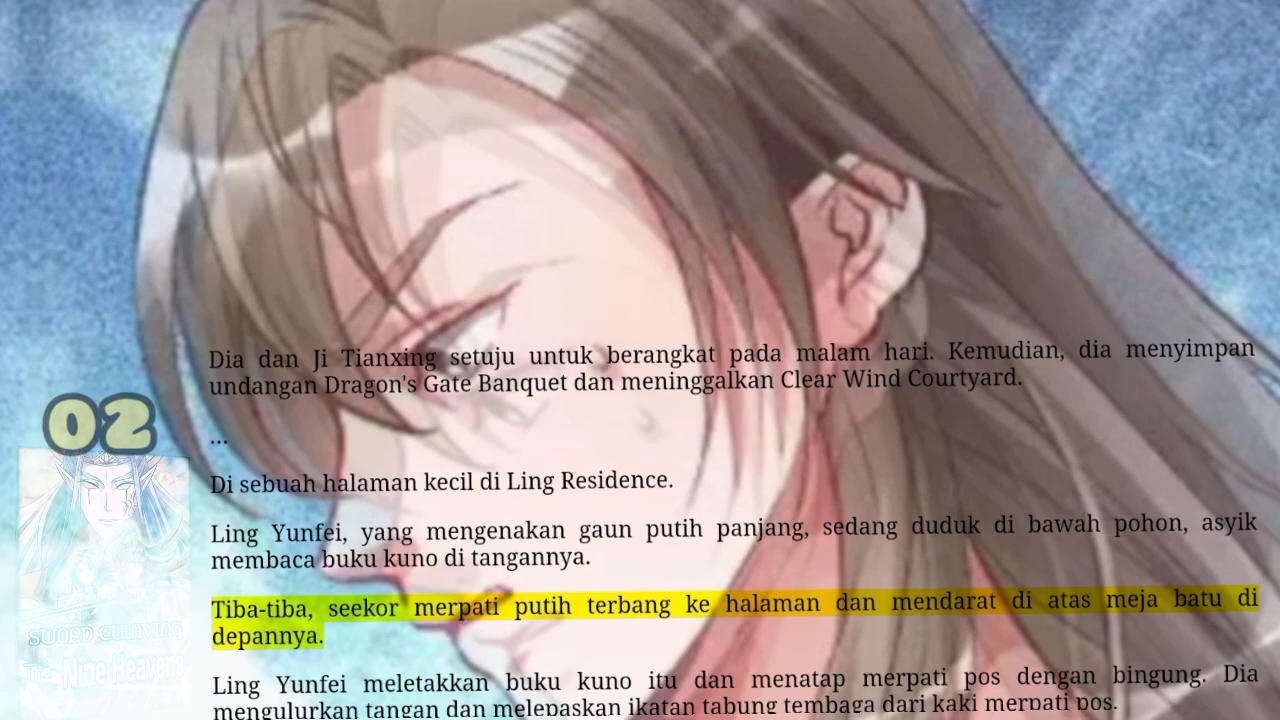 Dia dan Ji Tianxing setuju untuk berangkat pada malam hari. Kemudian, dia menyimpan
undangan Dragon's Gate Banquet dan meninggalkan Clear Wind Courtyard.
02
...
Di sebuah halaman kecil di Ling Residence.
Ling Yunfei, yang mengenakan gaun putih panjang, sedang duduk di bawah pohon, asyik
membaca buku kuno di tangannya.
Tiba-tiba, seekor merpati putih terbang ke halaman dan mendarat di atas meja batu di
depannya.
SWORD CLEAVING
The Nine Heavens
Ling Yunfei meletakkan buku kuno itu dan menatap merpati pos dengan bingung. Dia
mengulurkan tangan dan melepaskan ikatan tabung tembaga dari kaki merpati pos.